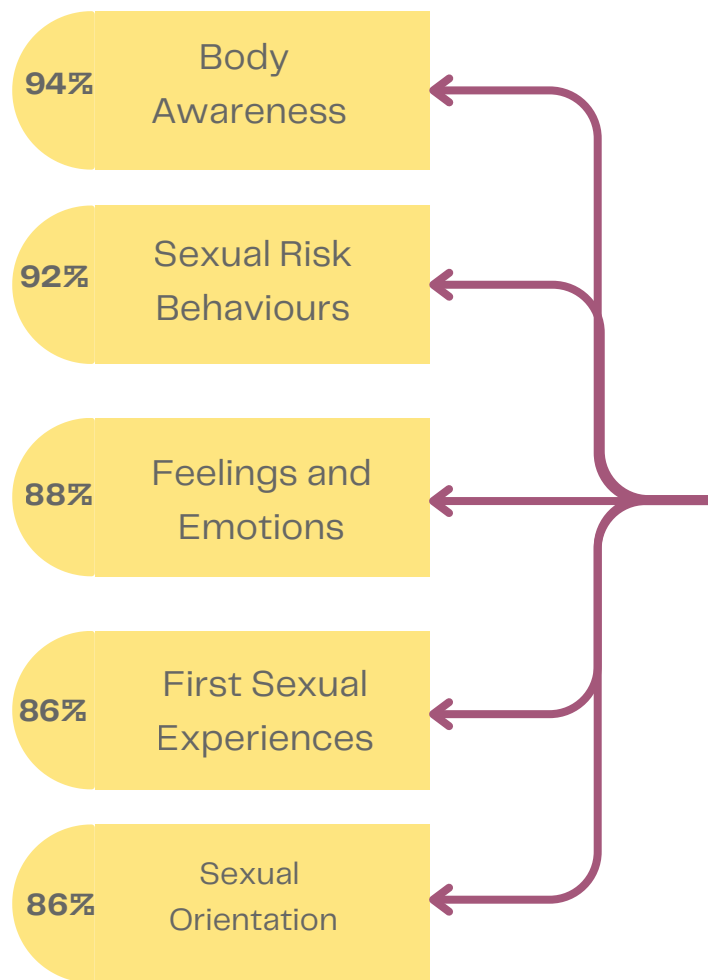 94%
Body
Awareness
92%
Sexual Risk
Behaviours
88%
Feelings and
Emotions
86%
First Sexual
Experiences
86%
Sexual
Orientation